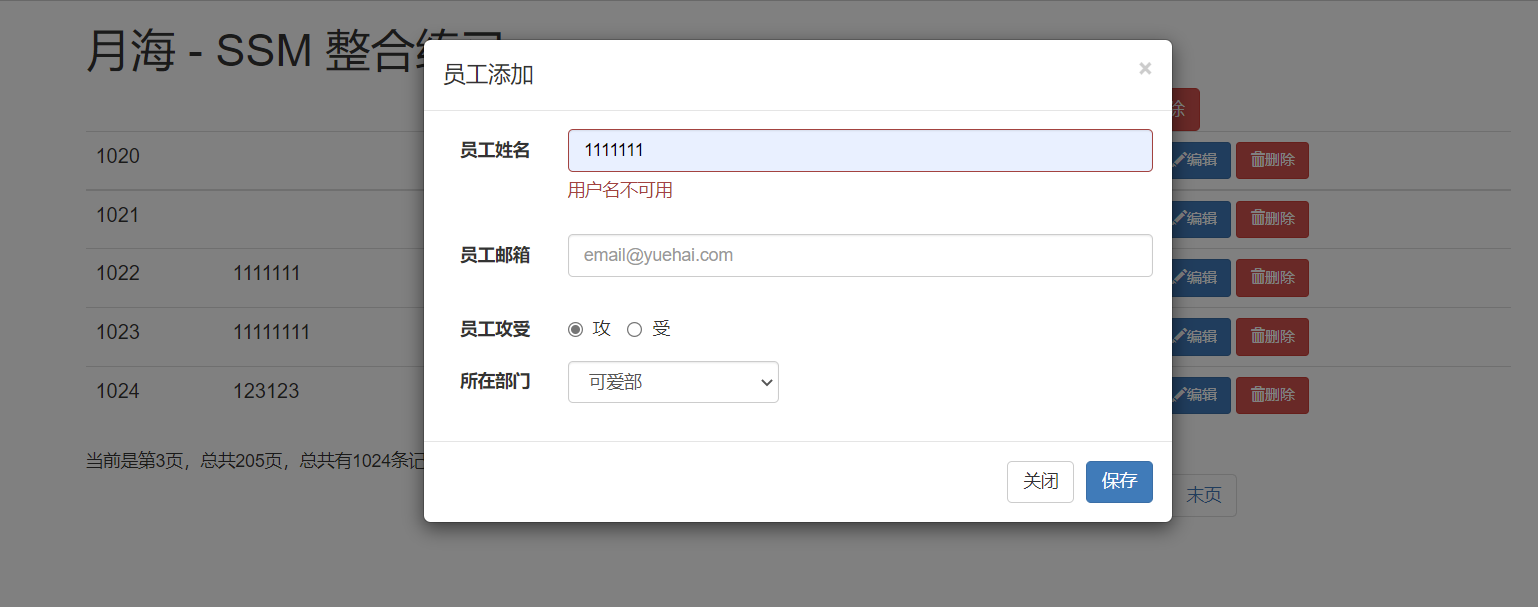 月海 - SSM 整合练习
员工添加
×
除
员工姓名
1111111
用户名不可用
员工邮箱
email@yuehai.com
员工攻受
攻 受
所在部门
可爱部
关闭 保存
1020 编辑 删除
1021 编辑 删除
1022 1111111 编辑 删除
1023 11111111 编辑 删除
1024 123123 编辑 删除
当前是第3页，总共205页，总共有1024条记
末页